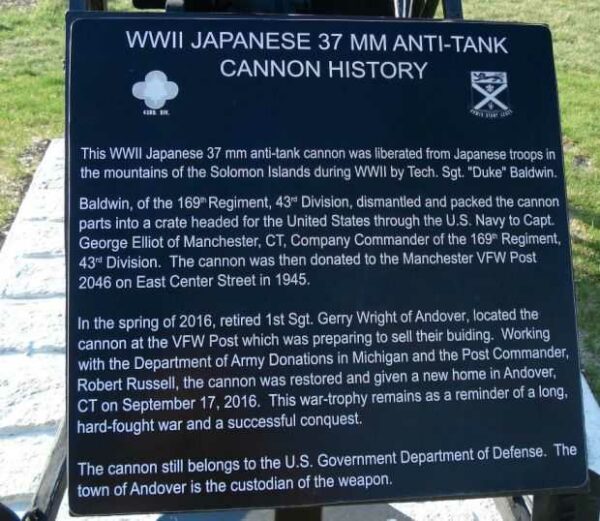 WWII JAPANESE 37 MM ANTI-TANK
CANNON HISTORY
43RD. DIV.
This WWII Japanese 37 mm anti-tank cannon was liberated from Japanese troops in
the mountains of the Solomon Islands during WWII by Tech. Sgt. "Duke" Baldwin.
Baldwin, of the 169th Regiment, 43rd Division, dismantled and packed the cannon
parts into a crate headed for the United States through the U.S. Navy to Capt.
George Elliot of Manchester, CT, Company Commander of the 169th Regiment,
43rd Division. The cannon was then donated to the Manchester VFW Post
2046 on East Center Street in 1945.
In the spring of 2016, retired 1st Sgt. Gerry Wright of Andover, located the
cannon at the VFW Post which was preparing to sell their buiding. Working
with the Department of Army Donations in Michigan and the Post Commander,
Robert Russell, the cannon was restored and given a new home in Andover,
CT on September 17, 2016. This war-trophy remains as a reminder of a long,
hard-fought war and a successful conquest.
The cannon still belongs to the U.S. Government Department of Defense. The
town of Andover is the custodian of the weapon.